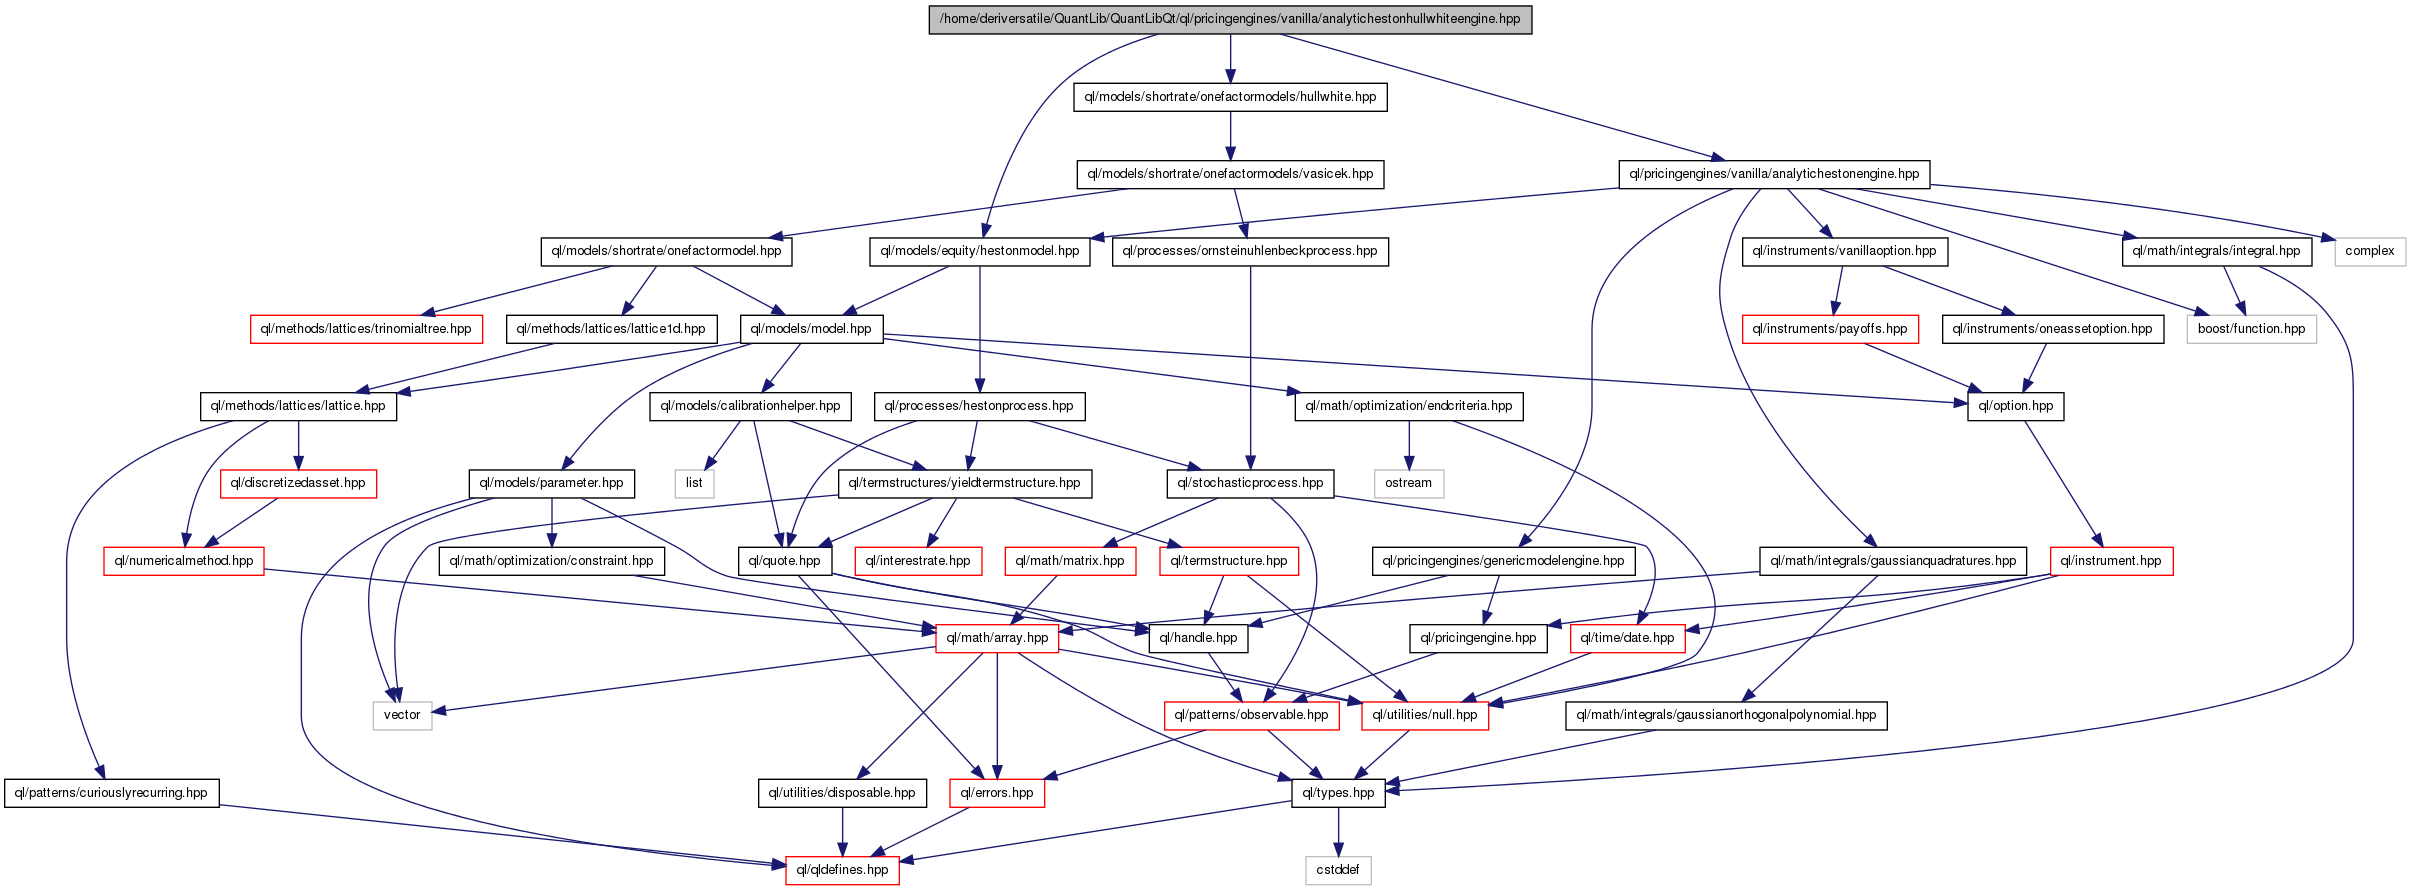 /home/deriversatile/QuantLib/QuantLibQt/ql/pricingengines/vanilla/analytichestonhullwhiteengine.hpp
ql/models/shortrate/onefactormodels/hullwhite.hpp
ql/models/shortrate/onefactormodels/vasicek.hpp
ql/pricingengines/vanilla/analytichestonengine.hpp
ql/models/shortrate/onefactormodel.hpp
ql/models/equity/hestonmodel.hpp
ql/processes/ornsteinuhlenbeckprocess.hpp
ql/instruments/vanillaoption.hpp
ql/math/integrals/integral.hpp
complex
ql/methods/lattices/trinomialtree.hpp
ql/methods/lattices/lattice1d.hpp
ql/models/model.hpp
ql/instruments/payoffs.hpp
ql/instruments/oneassetoption.hpp
boost/function.hpp
ql/methods/lattices/lattice.hpp
ql/models/calibrationhelper.hpp
ql/processes/hestonprocess.hpp
ql/math/optimization/endcriteria.hpp
ql/option.hpp
ql/discretizedasset.hpp
ql/models/parameter.hpp
list
ql/termstructures/yieldtermstructure.hpp
ql/stochasticprocess.hpp
ostream
ql/numericalmethod.hpp
ql/math/optimization/constraint.hpp
ql/quote.hpp
ql/interestrate.hpp
ql/math/matrix.hpp
ql/termstructure.hpp
ql/pricingengines/genericmodelengine.hpp
ql/math/integrals/gaussianquadratures.hpp
ql/instrument.hpp
ql/math/array.hpp
ql/handle.hpp
ql/pricingengine.hpp
ql/time/date.hpp
vector
ql/patterns/observable.hpp
ql/utilities/null.hpp
ql/math/integrals/gaussianorthogonalpolynomial.hpp
ql/patterns/curiouslyrecurring.hpp
ql/utilities/disposable.hpp
ql/errors.hpp
ql/types.hpp
ql/qldefines.hpp
cstddef